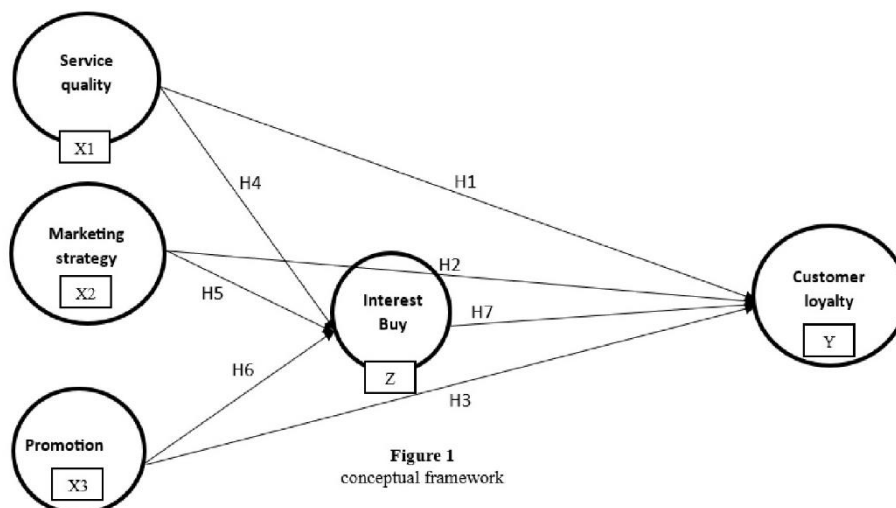 Service
quality
X1
H4
H1
Marketing
strategy
X2
H5
H2
Interest
Buy
Z
H7
Customer
loyalty
Y
H6
H3
Promotion
X3
Figure 1
conceptual framework